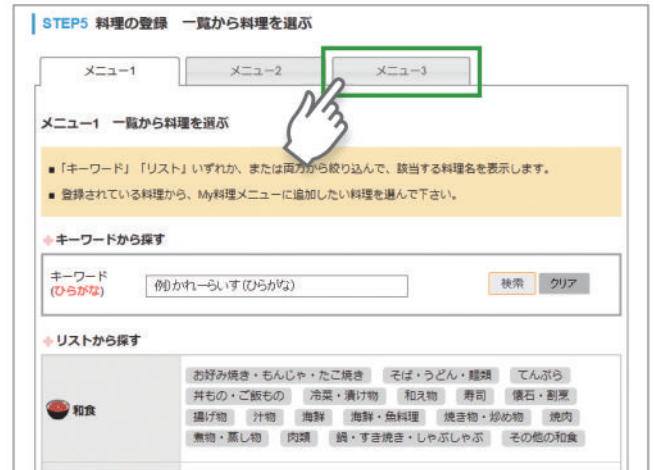 STEP5 料理の登録 一覧から料理を選ぶ
メニュー1 メニュー2 メニュー3
メニュー1 一覧から料理を選ぶ
■「キーワード」「リスト」いずれか、または両方から絞り込んで、該当する料理名を表示します。
■ 登録されている料理から、My料理メニューに追加したい料理を選んで下さい。
キーワードから探す
キーワード
(ひらがな) 例)かれーらいす(ひらがな) 検索 クリア
リストから探す
お好み焼き・もんじゃ・たこ焼き そば・うどん・麺類 てんぷら
丼もの・ご飯もの 冷菜・漬け物 和え物 寿司 懐石・割烹
和食
揚げ物 汁物 海鮮 海鮮・魚料理 焼き物・炒め物 焼肉
煮物・蒸し物 肉類 鍋・すき焼き・しゃぶしゃぶ その他の和食